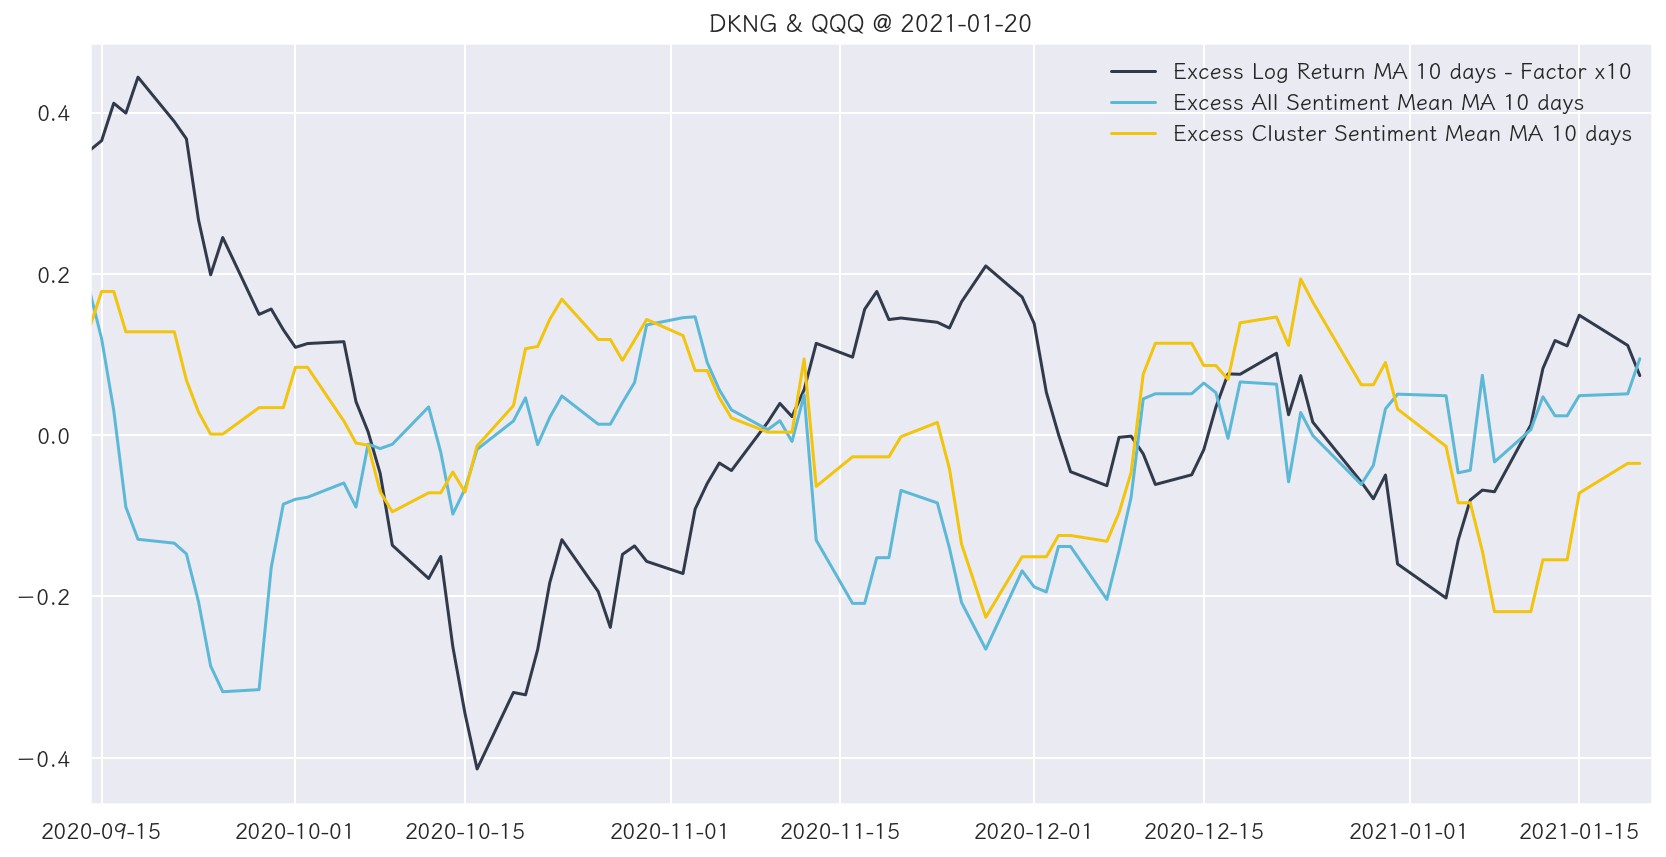 DKNG & QQQ @ 2021-01-20
Excess Log Return MA 10 days - Factor x10
Excess All Sentiment Mean MA 10 days
Excess Cluster Sentiment Mean MA 10 days
0.4
0.2
0.0
−0.2
−0.4
2020-09-15 2020-10-01 2020-10-15 2020-11-01 2020-11-15 2020-12-01 2020-12-15 2021-01-01 2021-01-15